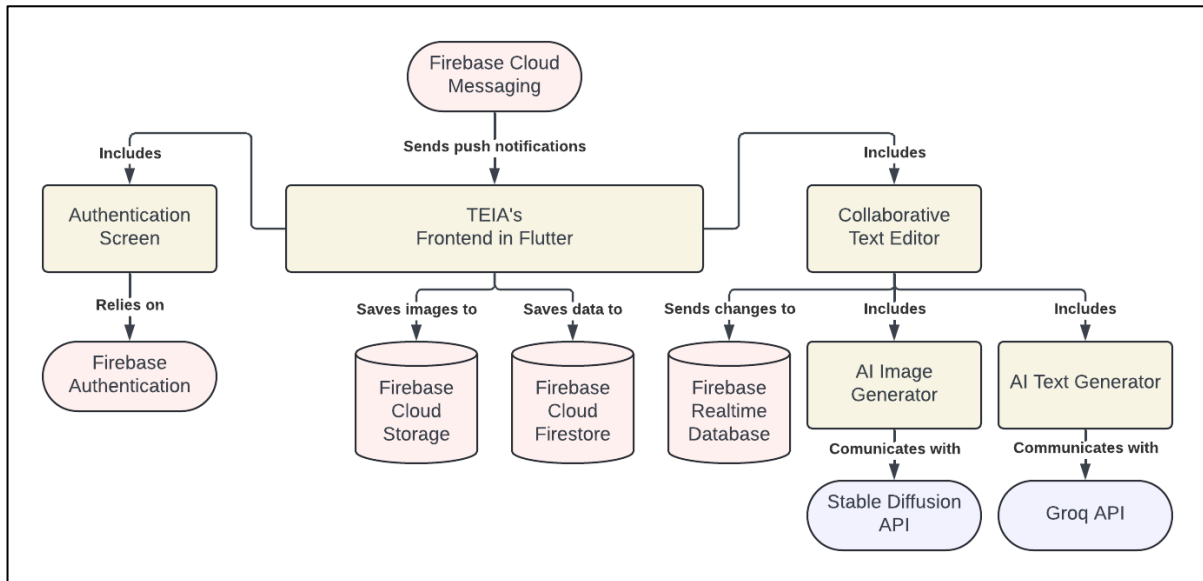 Firebase Cloud
Messaging
Includes
Sends push notifications
Includes
Authentication
Screen
TEIA's
Frontend in Flutter
Collaborative
Text Editor
Relies on
Saves images to
Saves data to
Sends changes to
Includes
Includes
Firebase
Authentication
Firebase
Cloud
Storage
Firebase
Cloud
Firestore
Firebase
Realtime
Database
AI Image
Generator
AI Text Generator
Comunicates with
Communicates with
Stable Diffusion
API
Groq API